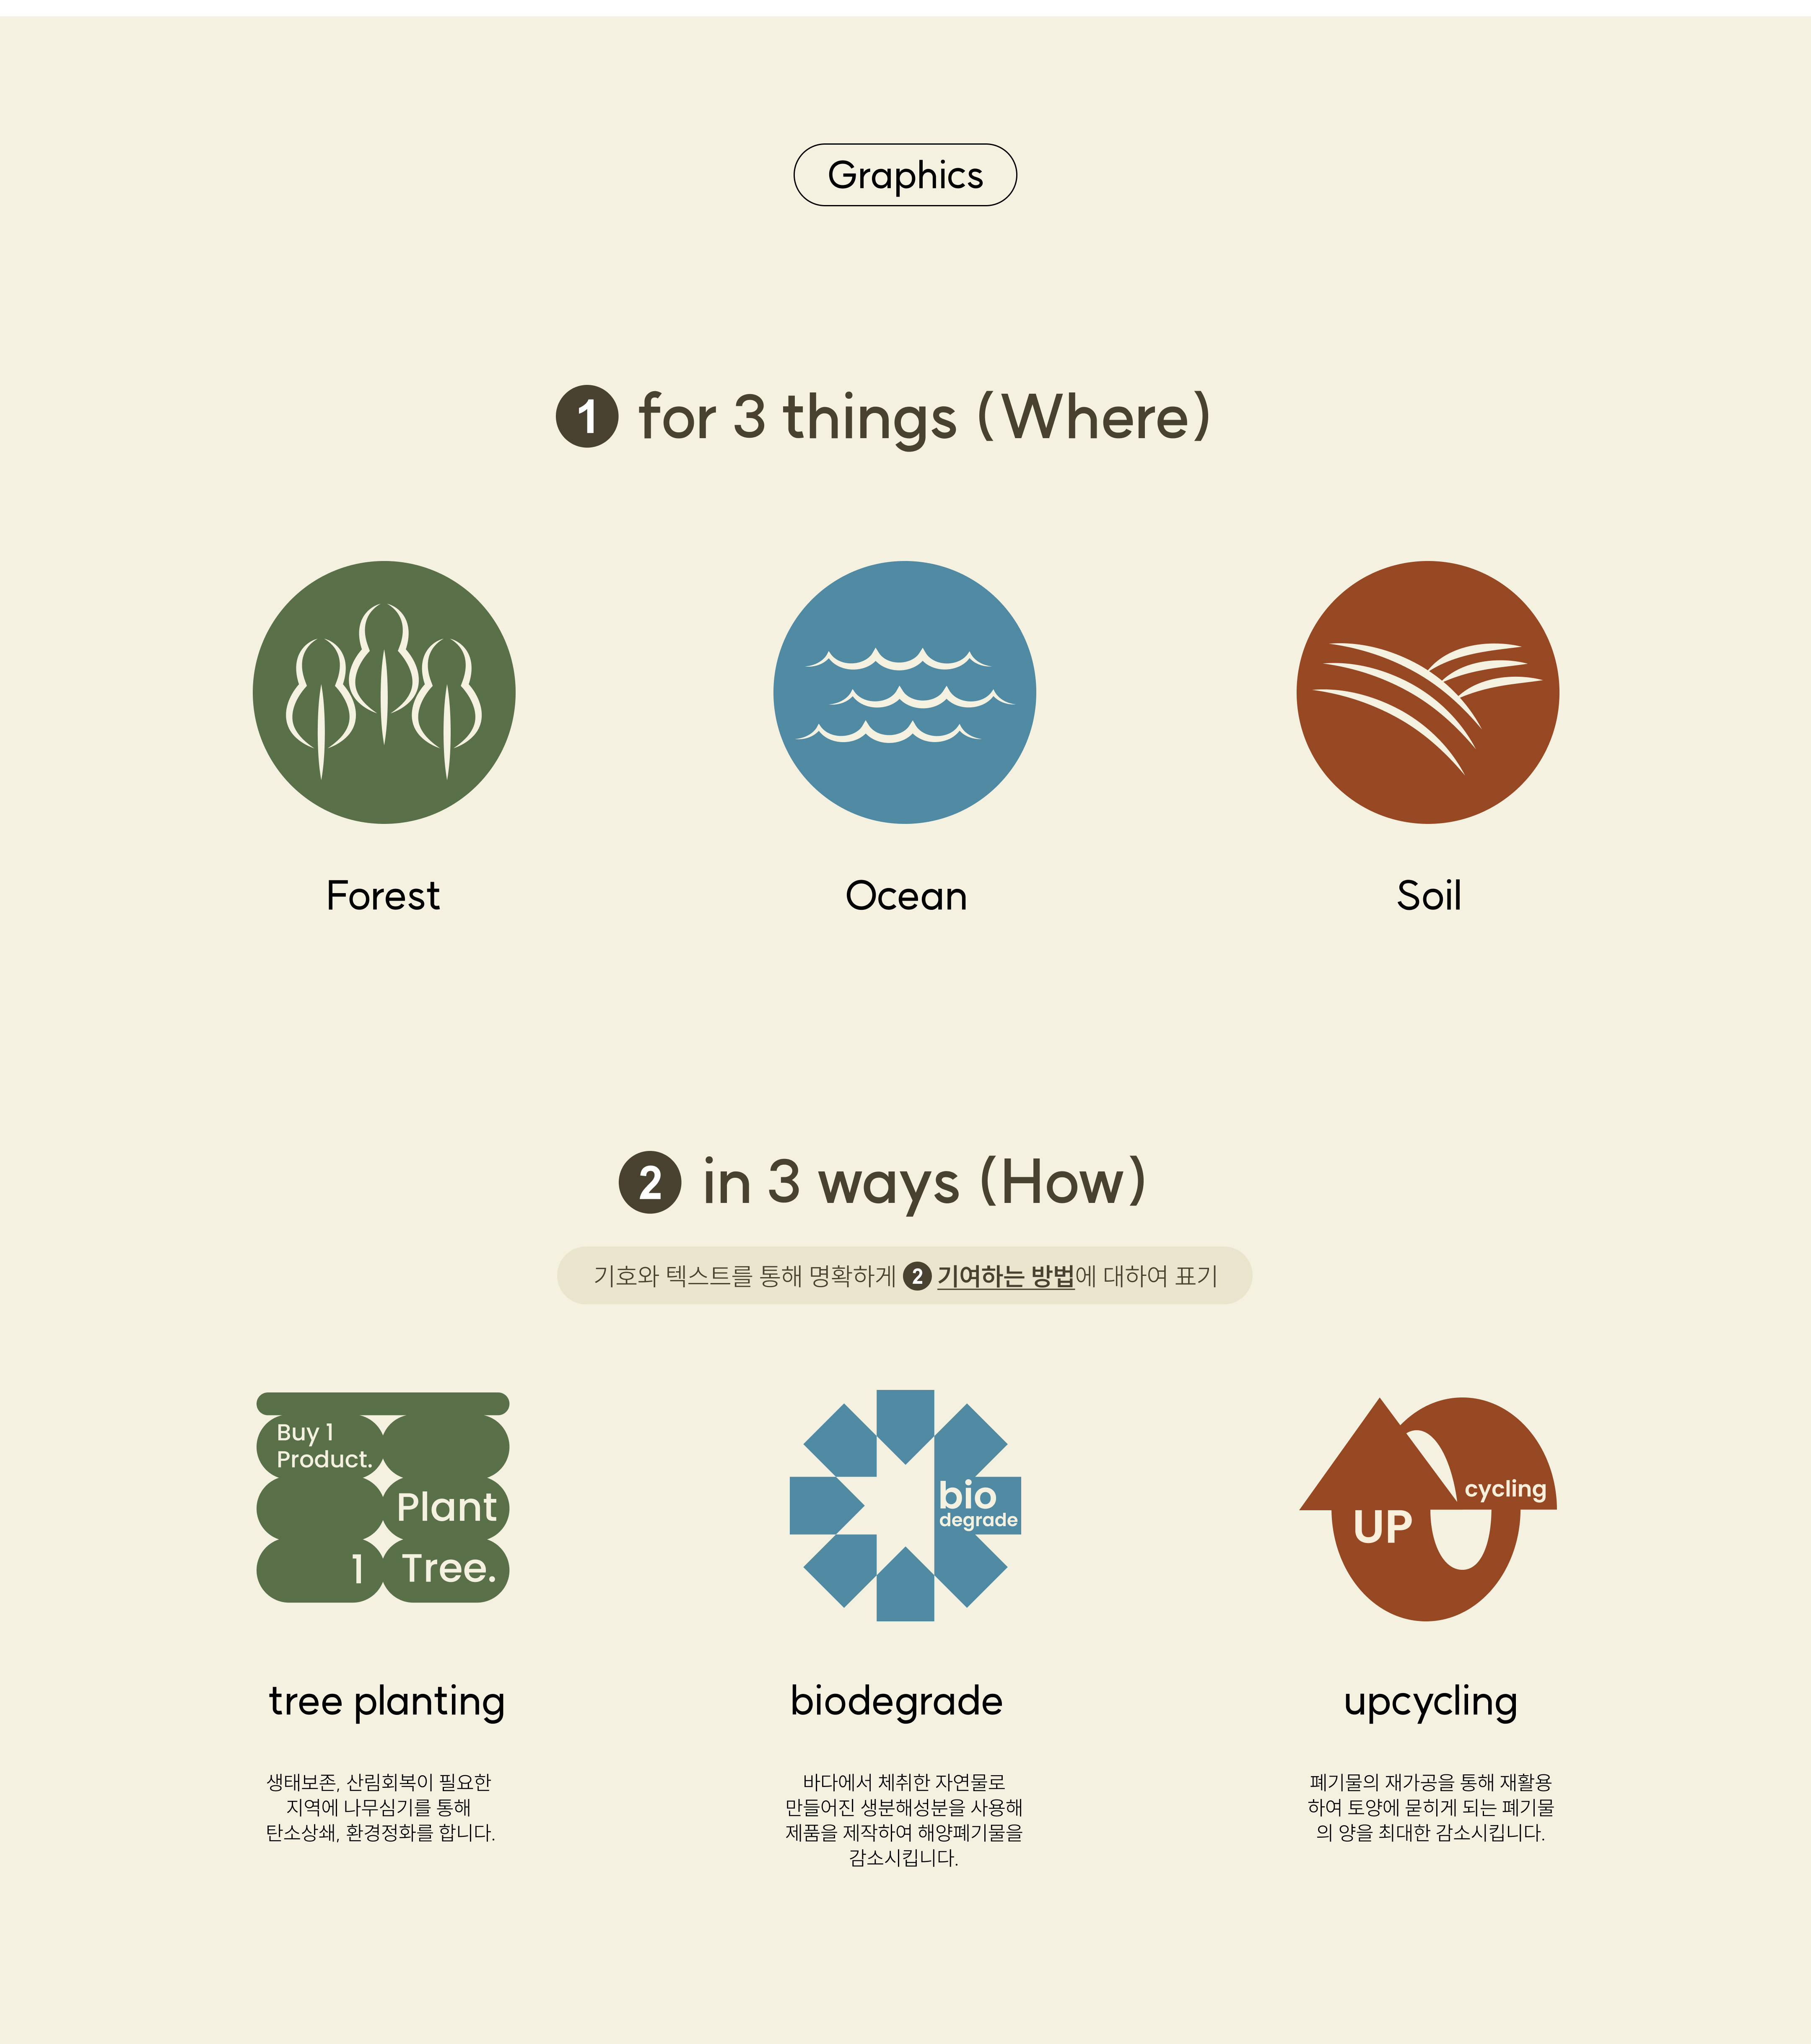 Graphics
1 for 3 things (Where)
Forest
Ocean
Soil
2 in 3 ways (How)
기호와 텍스트를 통해 명확하게 2 기여하는 방법에 대하여 표기
Buy 1
Product.
Plant
1 Tree.
bio
degrade
cycling
UP
tree planting
biodegrade
upcycling
생태보존, 산림회복이 필요한
지역에 나무심기를 통해
탄소상쇄, 환경정화를 합니다.
바다에서 체취한 자연물로
만들어진 생분해성분을 사용해
제품을 제작하여 해양폐기물을
감소시킵니다.
폐기물의 재가공을 통해 재활용
하여 토양에 묻히게 되는 폐기물
의 양을 최대한 감소시킵니다.